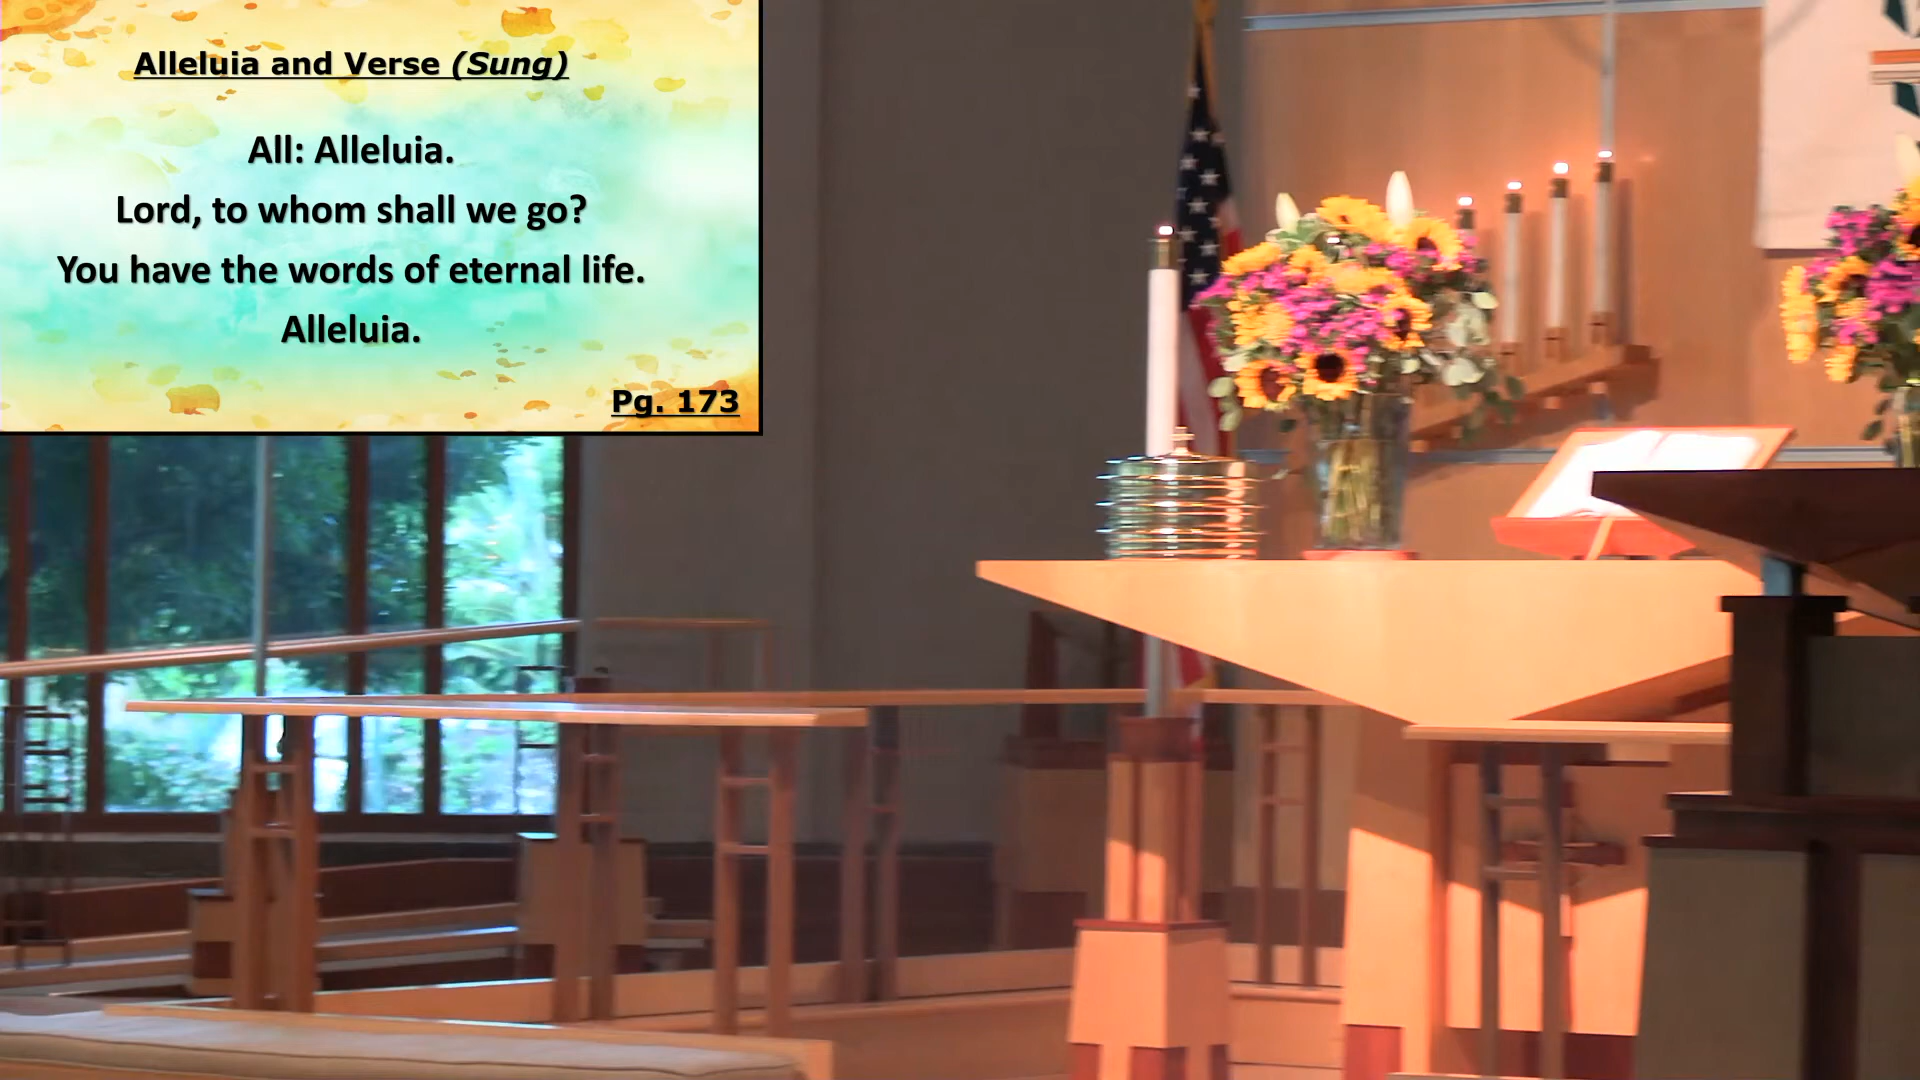 Alleluia and Verse (Sung)
All: Alleluia.
Lord, to whom shall we go?
You have the words of eternal life.
Alleluia.
Pg. 173